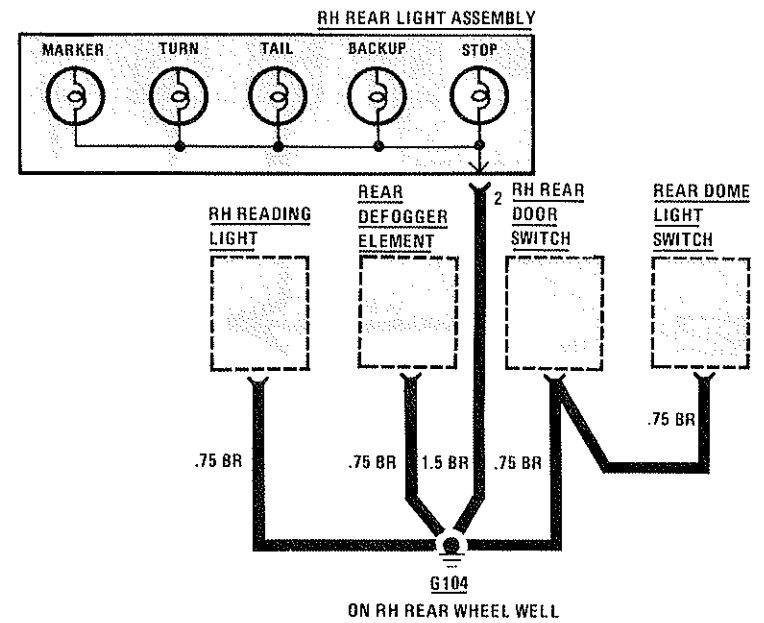 RH REAR LIGHT ASSEMBLY
MARKER TURN TAIL BACKUP STOP
2
RH READING
LIGHT
REAR
DEFOGGER
ELEMENT
RH REAR
DOOR
SWITCH
REAR DOME
LIGHT
SWITCH
.75 BR
.75 BR
1.5 BR
.75 BR
.75 BR
G104
ON RH REAR WHEEL WELL